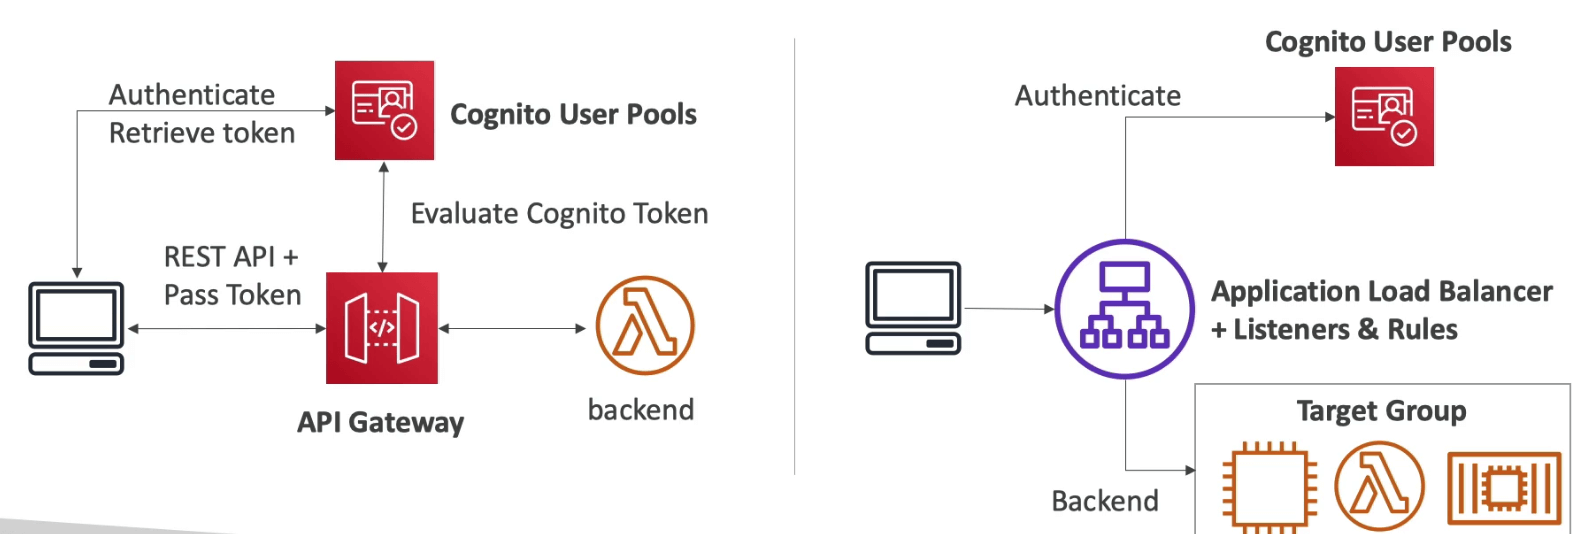 Authenticate
Retrieve token
Cognito User Pools
Evaluate Cognito Token
REST API +
Pass Token
</>
API Gateway
backend
Cognito User Pools
Authenticate
Application Load Balancer
+ Listeners & Rules
Target Group
Backend